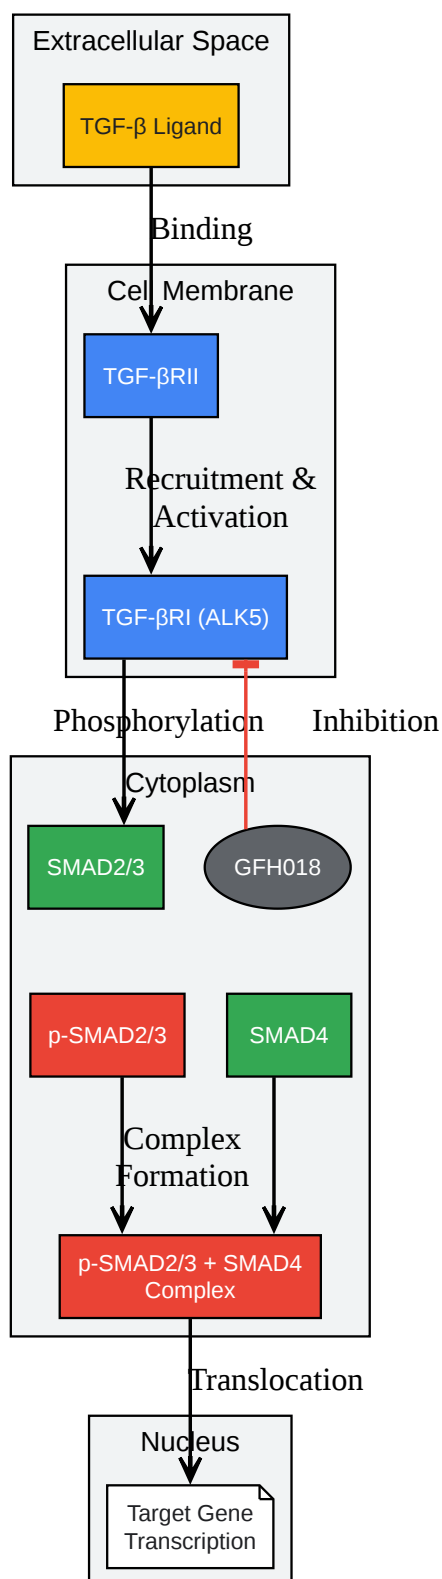 Extracellular Space
TGF-β Ligand
Binding
Cell Membrane
TGF-βRII
Recruitment &
Activation
TGF-βRI (ALK5)
Phosphorylation
Inhibition
Cytoplasm
SMAD2/3
GFH018
p-SMAD2/3
SMAD4
Complex
Formation
p-SMAD2/3 + SMAD4
Complex
Translocation
Nucleus
Target Gene
Transcription